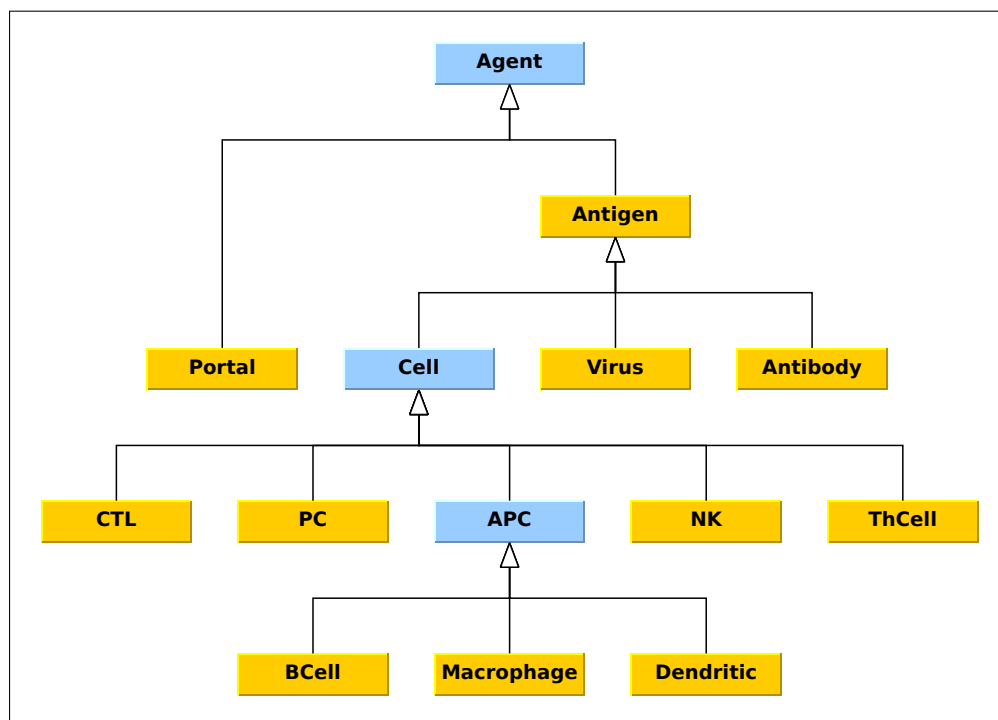 Agent
Antigen
Portal
Cell
Virus
Antibody
CTL
PC
APC
NK
ThCell
BCell
Macrophage
Dendritic